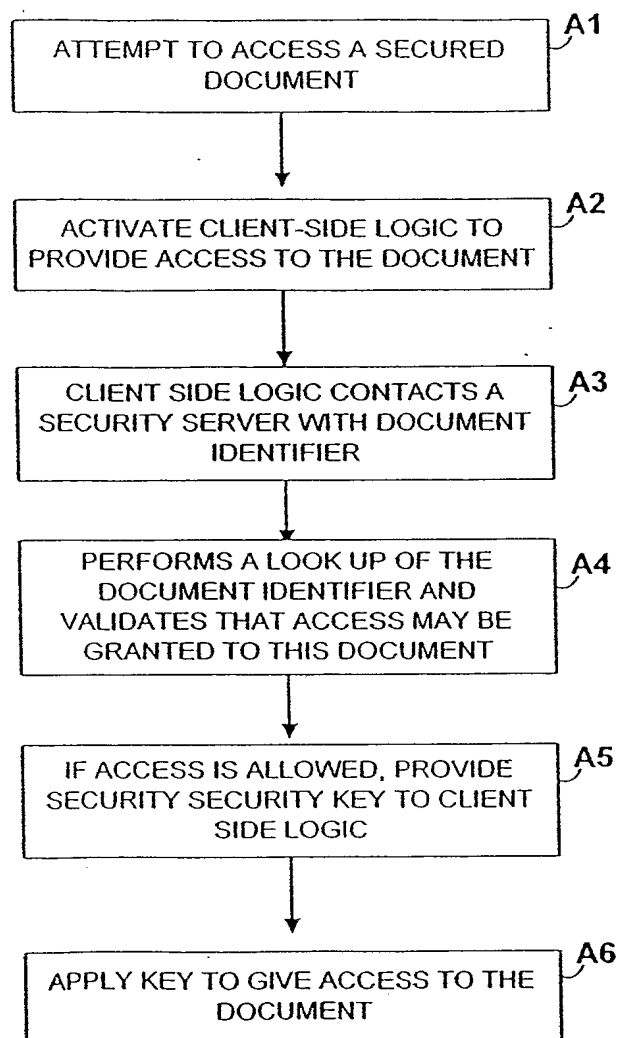 A1
ATTEMPT TO ACCESS A SECURED
DOCUMENT
A2
ACTIVATE CLIENT-SIDE LOGIC TO
PROVIDE ACCESS TO THE DOCUMENT
A3
CLIENT SIDE LOGIC CONTACTS A
SECURITY SERVER WITH DOCUMENT
IDENTIFIER
A4
PERFORMS A LOOK UP OF THE
DOCUMENT IDENTIFIER AND
VALIDATES THAT ACCESS MAY BE
GRANTED TO THIS DOCUMENT
A5
IF ACCESS IS ALLOWED, PROVIDE
SECURITY SECURITY KEY TO CLIENT
SIDE LOGIC
A6
APPLY KEY TO GIVE ACCESS TO THE
DOCUMENT